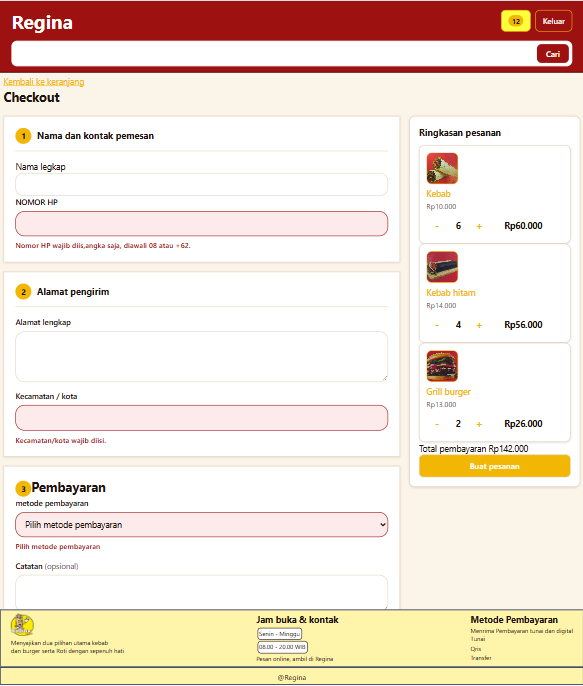 Regina
12
Keluar
Cari
Kembali ke keranjang
Checkout
1 Nama dan kontak pemesan
Nama legkap
NOMOR HP
Nomor HP wajib diis,angka saja, diawali 08 atau +62.
2 Alamat pengirim
Alamat lengkap
Kecamatan / kota
Kecamatan/kota wajib diisi.
3 Pembayaran
metode pembayaran
Pilih metode pembayaran
Pilih metode pembayaran
Catatan (opsional)
Ringkasan pesanan
Kebab
Rp10.000
- 6 + Rp60.000
Kebab hitam
Rp14.000
- 4 + Rp56.000
Grill burger
Rp13.000
- 2 + Rp26.000
Total pembayaran Rp142.000
Buat pesanan
Menyajikan dua pilihan utama kebab
dan burger serta Roti dengan sepenuh hati
Jam buka & kontak
Senin - Minggu
08.00 - 20.00 WIB
Pesan online, ambil di Regina
Metode Pembayaran
Menrima Pembayaran tunai dan digital
Tunai
Qris
Transfer
@Regina